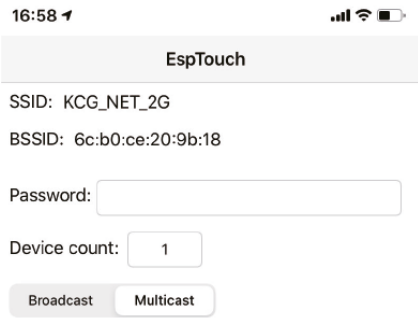 16:58
EspTouch
SSID: KCG_NET_2G
BSSID: 6c:b0:ce:20:9b:18
Password:
Device count: 1
Broadcast Multicast